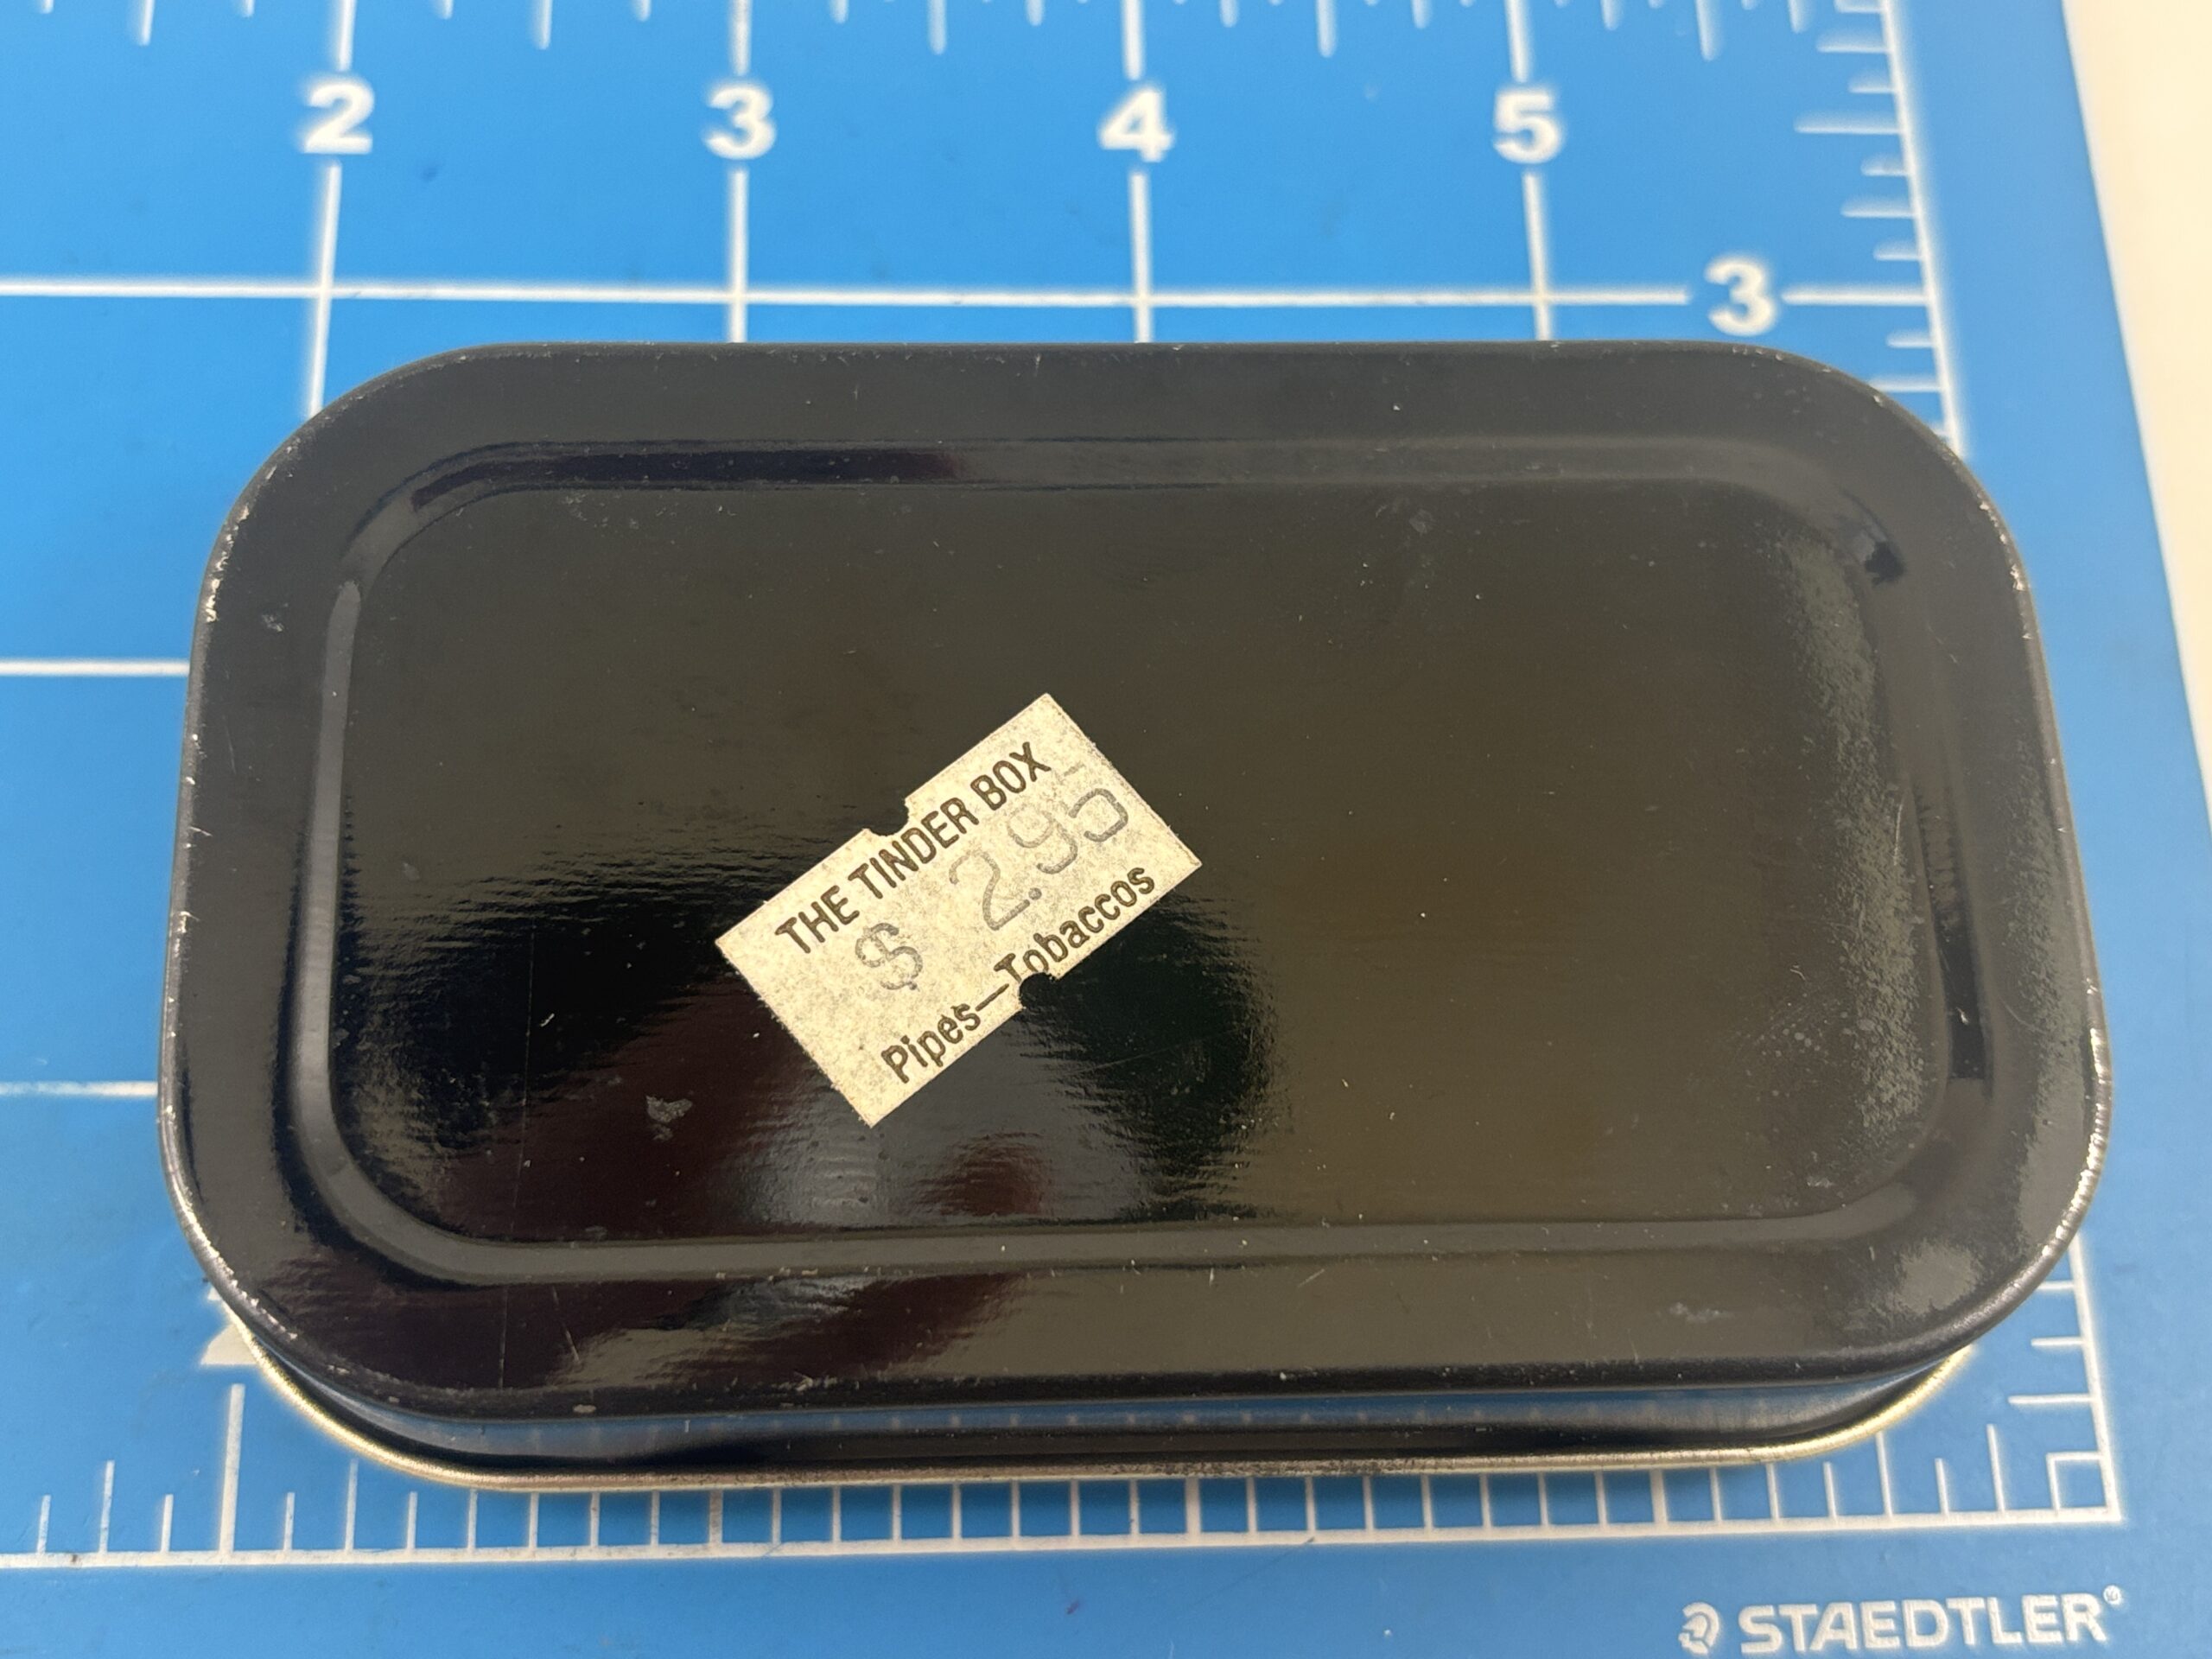 2 3 4 5
3
THE TINDER BOX
$ 2.95
Pipes—Tobaccos
STAEDTLER®